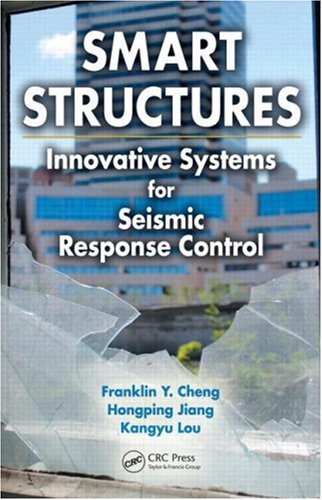 SMART
STRUCTURES
Innovative Systems
for
Seismic
Response Control
Franklin Y. Cheng
Hongping Jiang
Kangyu Lou
CRC
CRC Press
Taylor & Francis Group